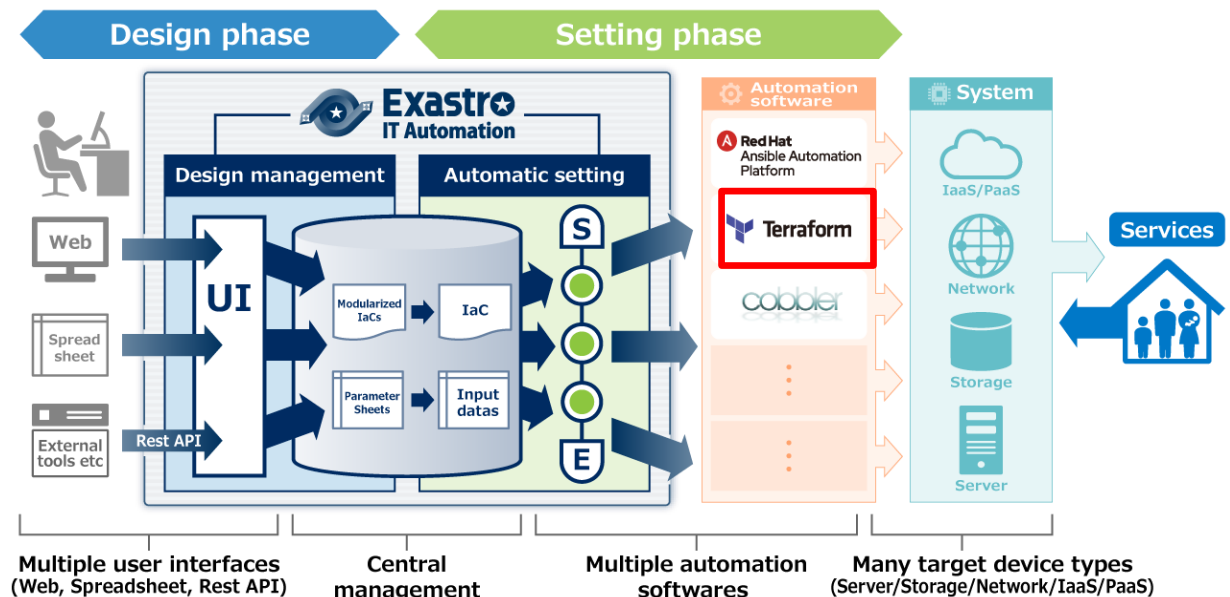 Design phase
Setting phase
Exastro
IT Automation
Design management
Automatic setting
Automation
software
System
Red Hat
Ansible Automation
Platform
IaaS/PaaS
Web
UI
S
Terraform
Network
Services
Modularized
IaCs
IaC
cobbler
Spread
sheet
Storage
Parameter
Sheets
Input
datas
External
tools etc
Rest API
E
Server
Multiple user interfaces
(Web, Spreadsheet, Rest API)
Central
management
Multiple automation
softwares
Many target device types
(Server/Storage/Network/IaaS/PaaS)